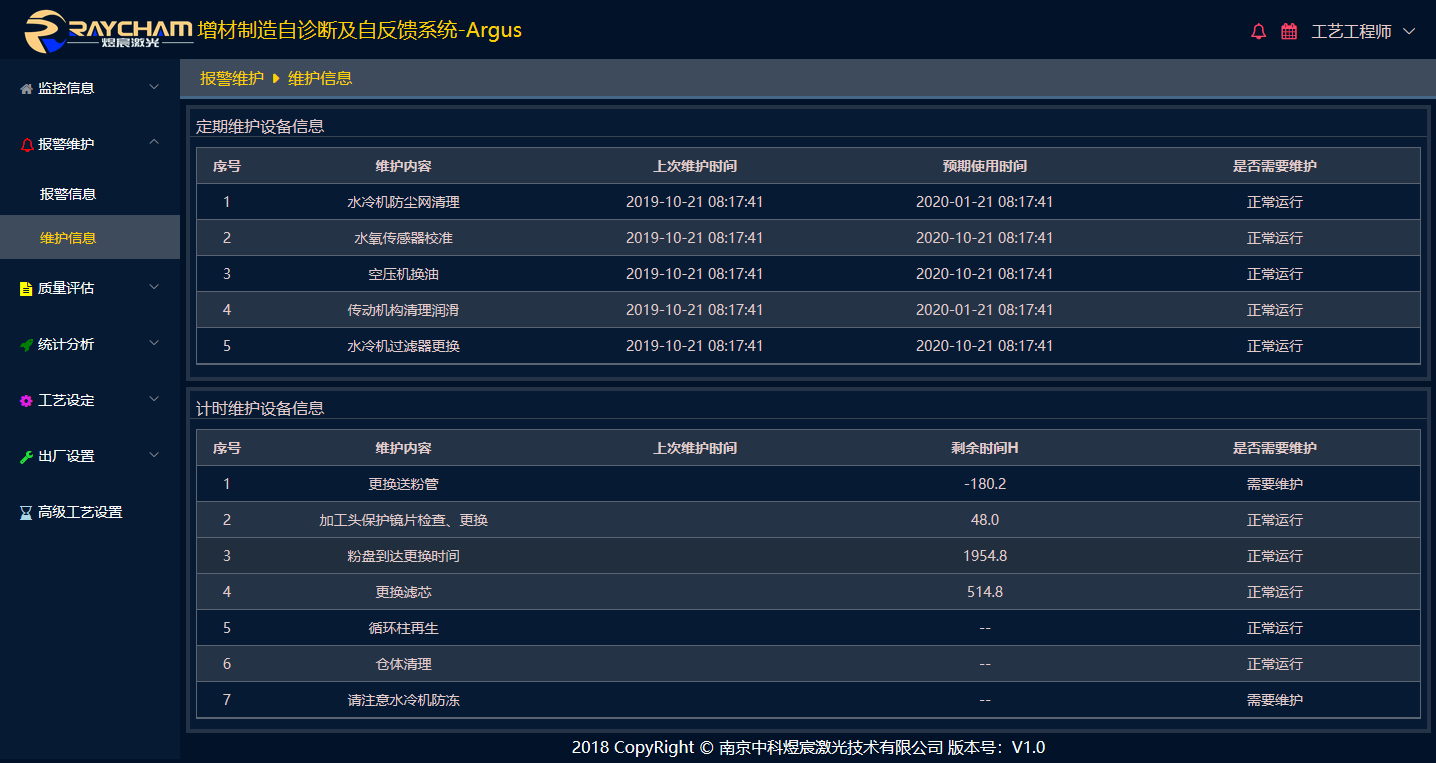 RAYCHAM
煜宸激光
增材制造自诊断及自反馈系统-Argus
工艺工程师
监控信息
报警维护
报警信息
维护信息
质量评估
统计分析
工艺设定
出厂设置
高级工艺设置
报警维护 维护信息
定期维护设备信息
序号 维护内容 上次维护时间 预期使用时间 是否需要维护
1 水冷机防尘网清理 2019-10-21 08:17:41 2020-01-21 08:17:41 正常运行
2 水氧传感器校准 2019-10-21 08:17:41 2020-10-21 08:17:41 正常运行
3 空压机换油 2019-10-21 08:17:41 2020-10-21 08:17:41 正常运行
4 传动机构清理润滑 2019-10-21 08:17:41 2020-01-21 08:17:41 正常运行
5 水冷机过滤器更换 2019-10-21 08:17:41 2020-10-21 08:17:41 正常运行
计时维护设备信息
序号 维护内容 上次维护时间 剩余时间H 是否需要维护
1 更换送粉管 -180.2 需要维护
2 加工头保护镜片检查、更换 48.0 正常运行
3 粉盘到达更换时间 1954.8 正常运行
4 更换滤芯 514.8 正常运行
5 循环柱再生 -- 正常运行
6 仓体清理 -- 正常运行
7 请注意水冷机防冻 -- 需要维护
2018 CopyRight © 南京中科煜宸激光技术有限公司 版本号：V1.0